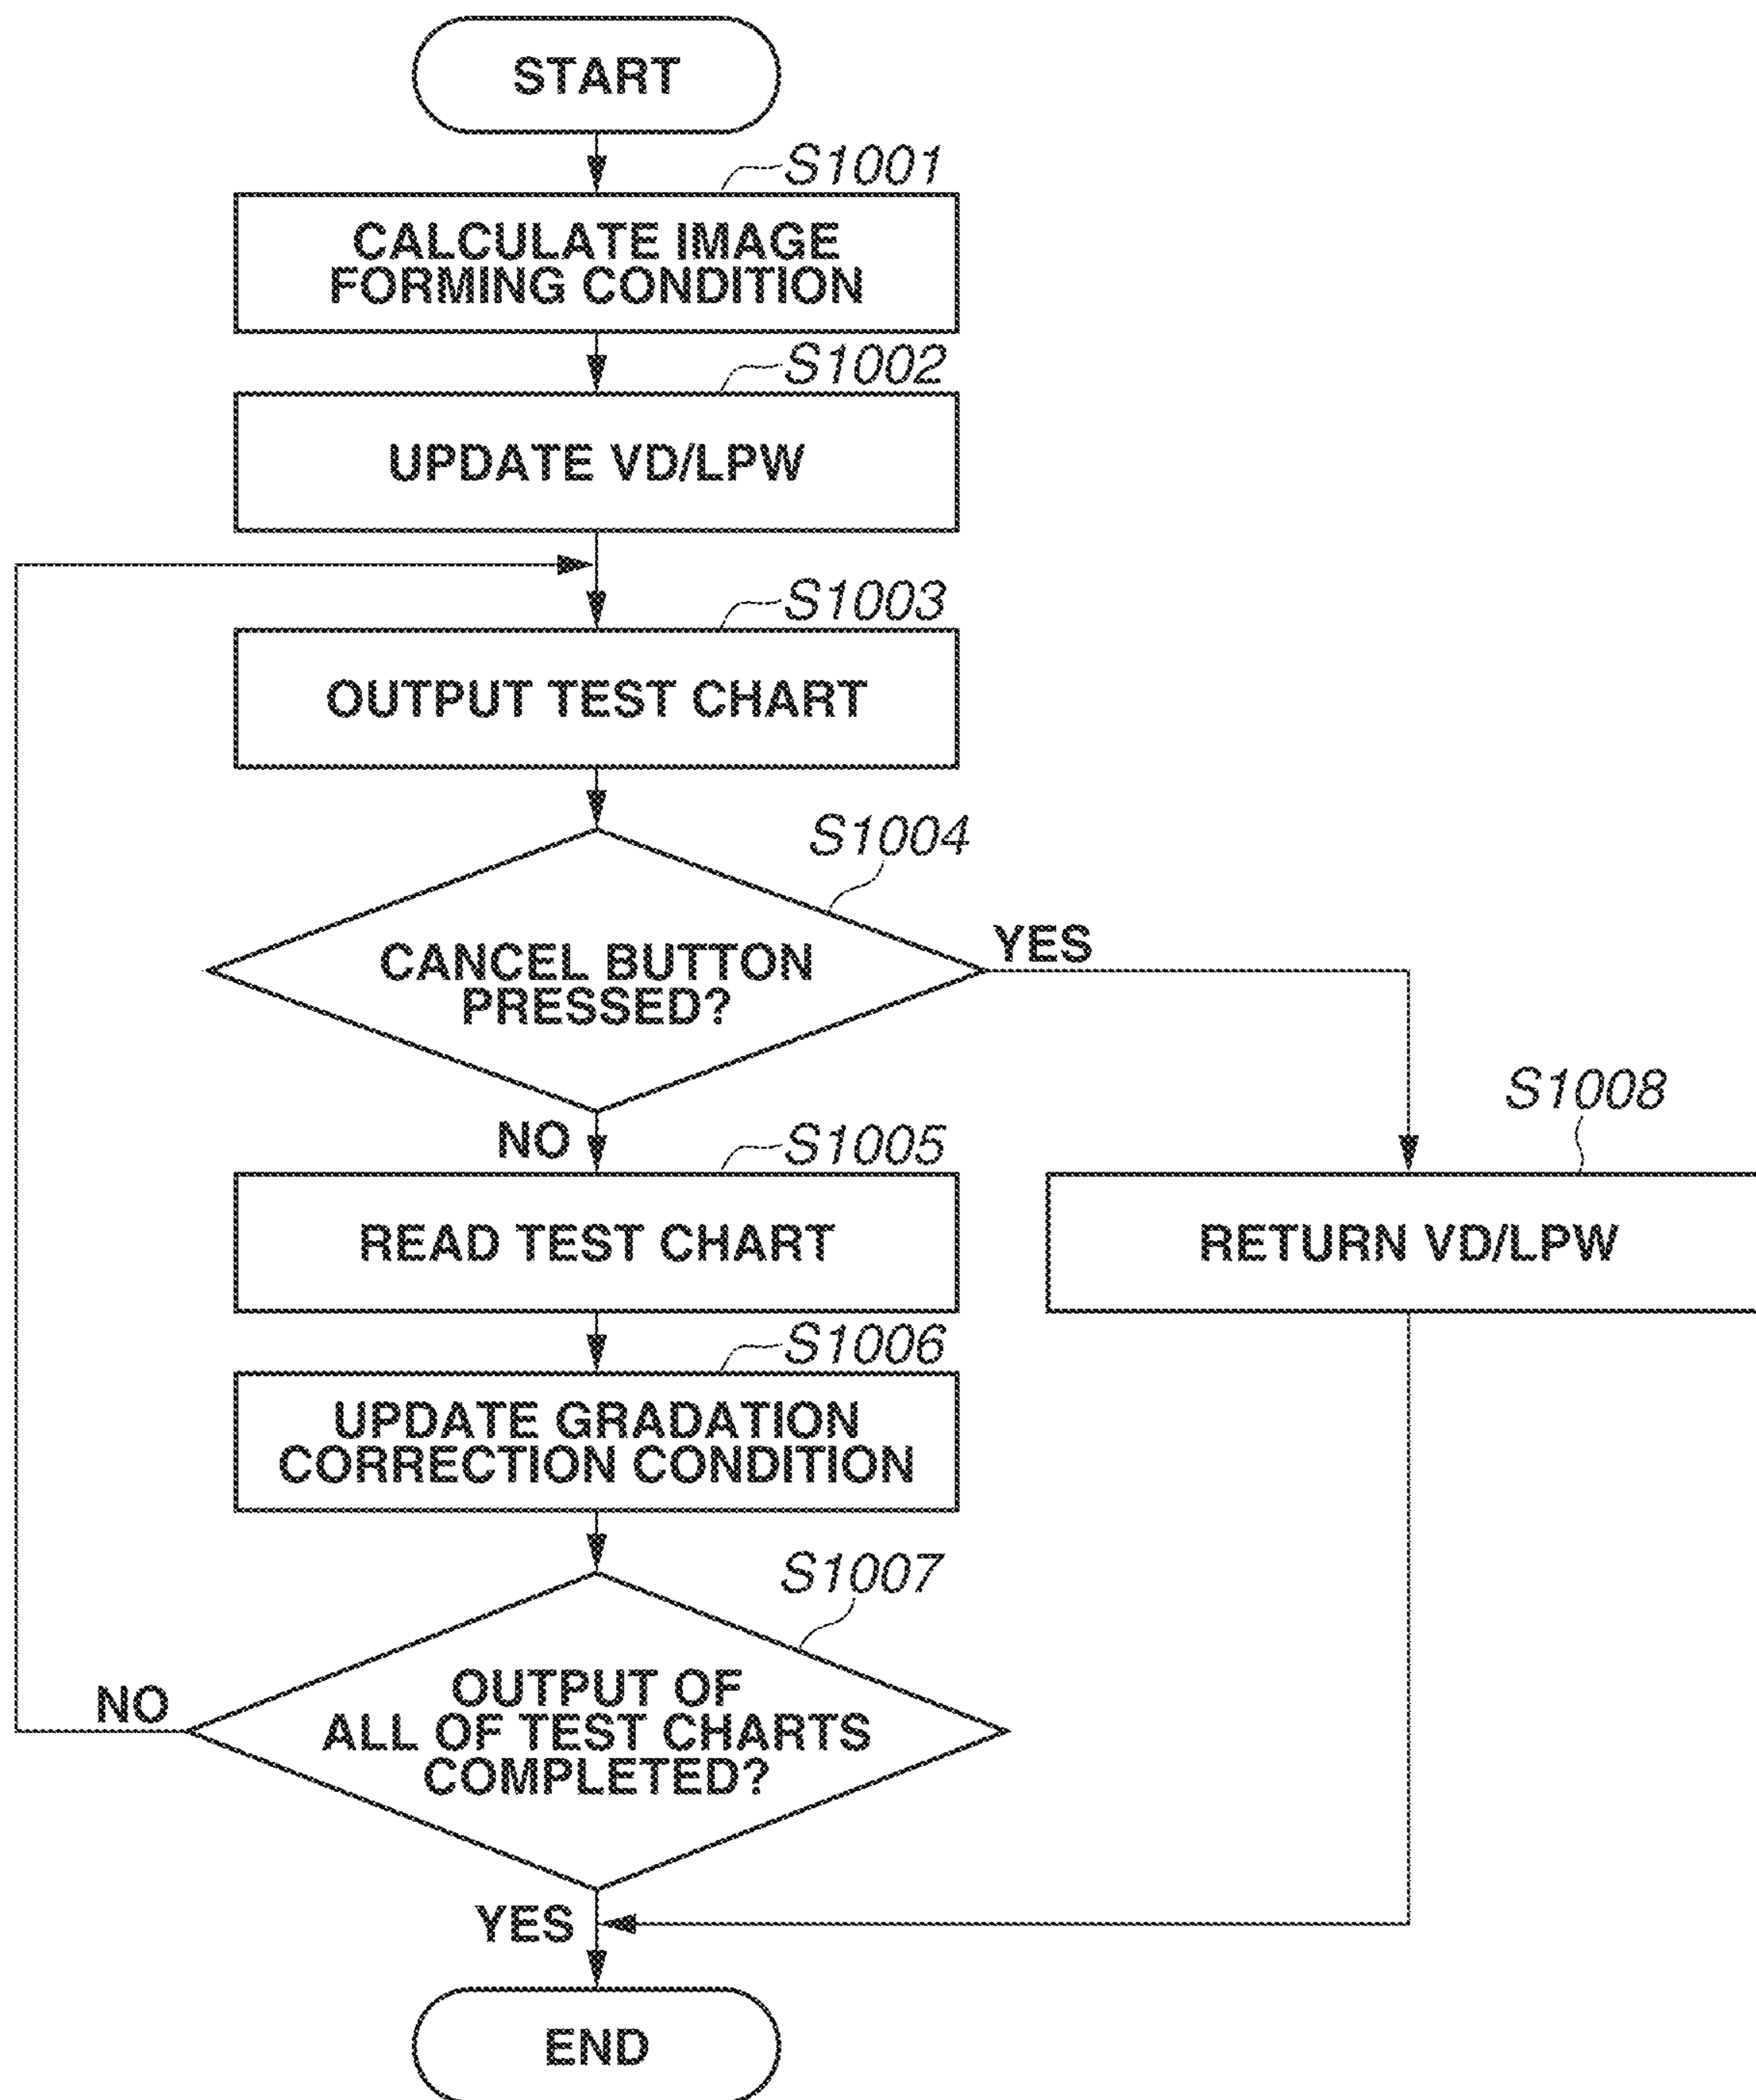 START
S1001
CALCULATE IMAGE
FORMING CONDITION
S1002
UPDATE VD/LPW
S1003
OUTPUT TEST CHART
S1004
CANCEL BUTTON
PRESSED?
YES
NO
S1005
READ TEST CHART
S1008
RETURN VD/LPW
S1006
UPDATE GRADATION
CORRECTION CONDITION
S1007
OUTPUT OF
ALL OF TEST CHARTS
COMPLETED?
NO
YES
END